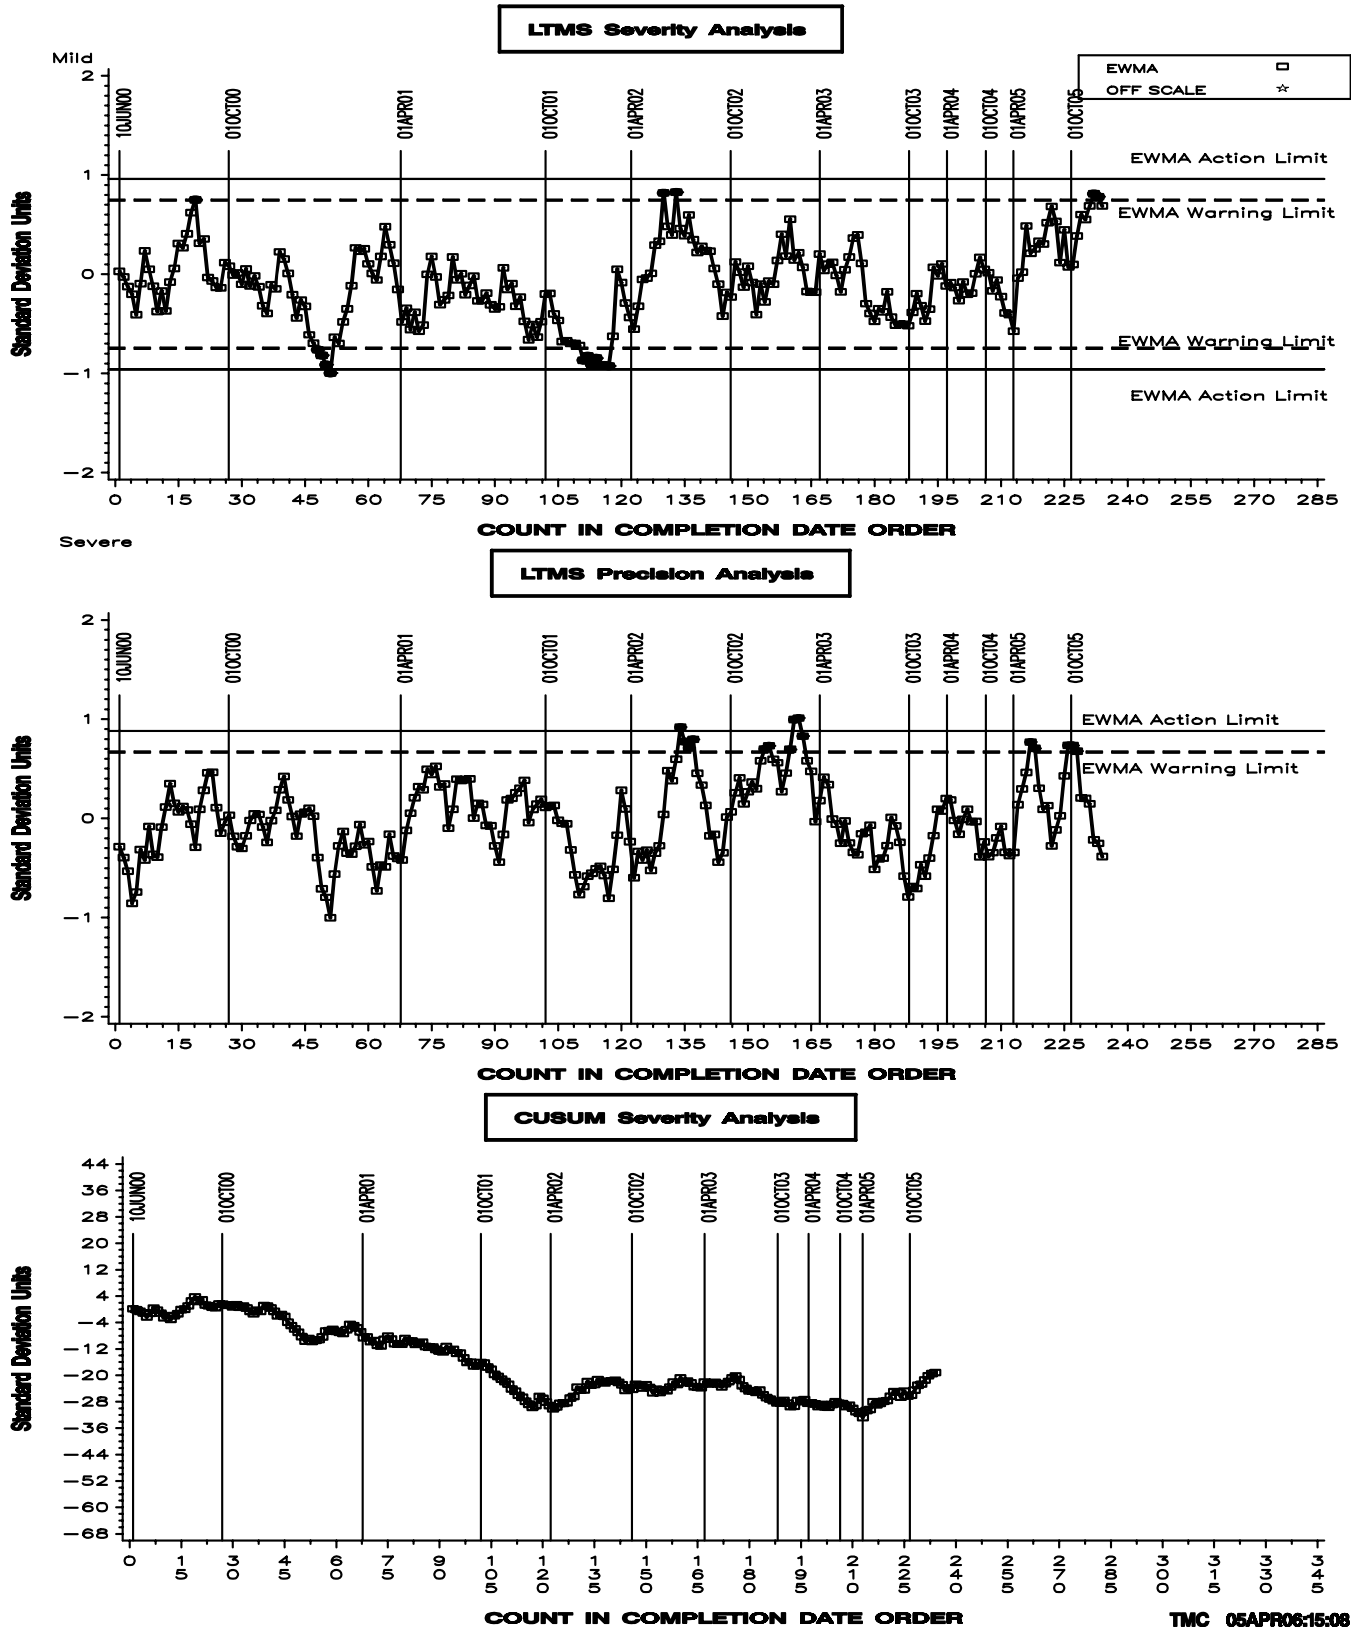 LTMS Severity Analysis
Mild
EWMA
OFF SCALE
10JUN00 01OCT00 01APR01 01OCT01 01APR02 01OCT02 01APR03 01OCT03 01APR04 01OCT04 01APR05 01OCT05
Standard Deviation Units
2
1
0
-1
-2
EWMA Action Limit
EWMA Warning Limit
EWMA Warning Limit
EWMA Action Limit
0 15 30 45 60 75 90 105 120 135 150 165 180 195 210 225 240 255 270 285
COUNT IN COMPLETION DATE ORDER
Severe
LTMS Precision Analysis
10JUN00 01OCT00 01APR01 01OCT01 01APR02 01OCT02 01APR03 01OCT03 01APR04 01OCT04 01APR05 01OCT05
Standard Deviation Units
2
1
0
-1
-2
EWMA Action Limit
EWMA Warning Limit
0 15 30 45 60 75 90 105 120 135 150 165 180 195 210 225 240 255 270 285
COUNT IN COMPLETION DATE ORDER
CUSUM Severity Analysis
10JUN00 01OCT00 01APR01 01OCT01 01APR02 01OCT02 01APR03 01OCT03 01APR04 01OCT04 01APR05 01OCT05
Standard Deviation Units
44
36
28
20
12
4
-4
-12
-20
-28
-36
-44
-52
-60
-68
0 15 30 45 60 75 90 105 120 135 150 165 180 195 210 225 240 255 270 285 300 315 330 345
COUNT IN COMPLETION DATE ORDER
TMC 05APR06:15:08